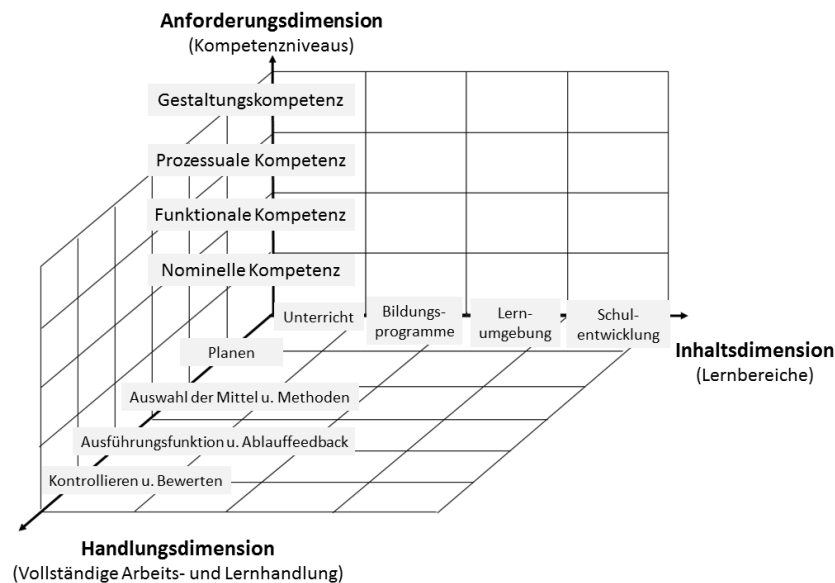 Anforderungsdimension
(Kompetenzniveaus)
Gestaltungskompetenz
Prozessuale Kompetenz
Funktionale Kompetenz
Nominelle Kompetenz
Unterricht
Bildungs-
programme
Lern-
umgebung
Schul-
entwicklung
Inhaltsdimension
(Lernbereiche)
Planen
Auswahl der Mittel u. Methoden
Ausführungsfunktion u. Ablauffeedback
Kontrollieren u. Bewerten
Handlungsdimension
(Vollständige Arbeits- und Lernhandlung)